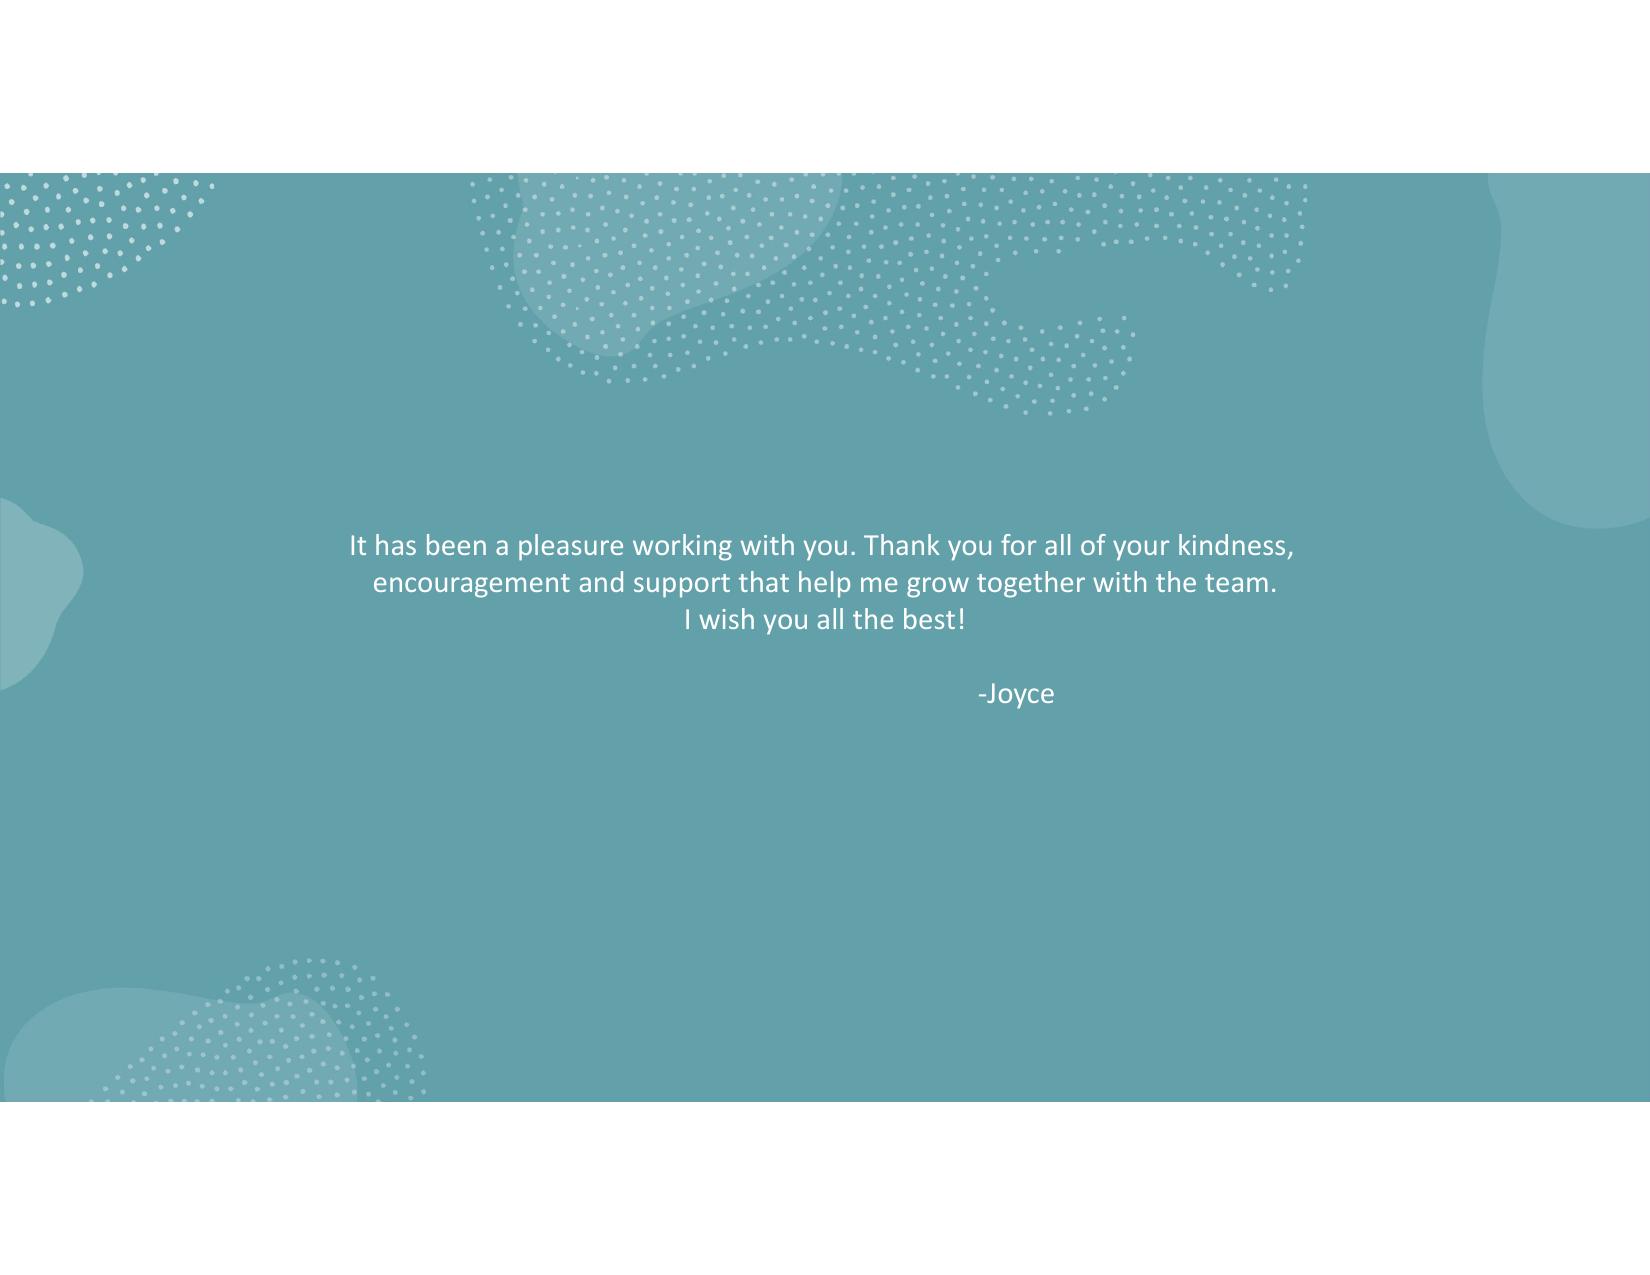 It has been a pleasure working with you. Thank you for all of your kindness,
encouragement and support that help me grow together with the team.
I wish you all the best!
-Joyce